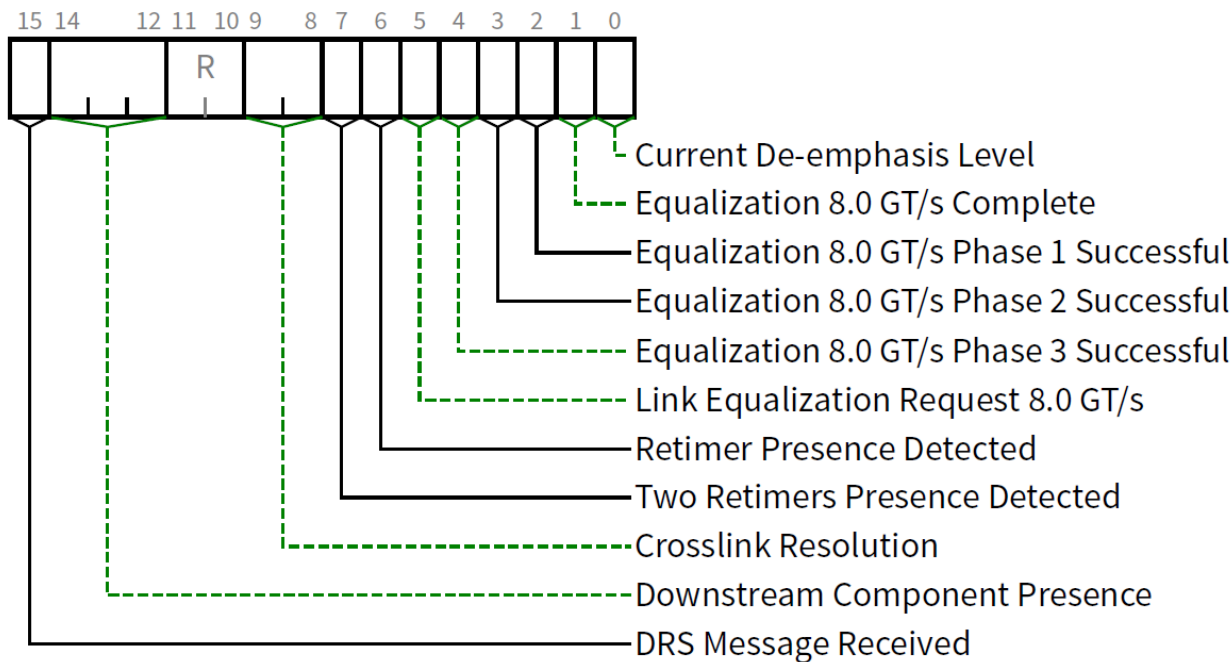 15 14 12 11 10 9 8 7 6 5 4 3 2 1 0
R
Current De-emphasis Level
Equalization 8.0 GT/s Complete
Equalization 8.0 GT/s Phase 1 Successful
Equalization 8.0 GT/s Phase 2 Successful
Equalization 8.0 GT/s Phase 3 Successful
Link Equalization Request 8.0 GT/s
Retimer Presence Detected
Two Retimers Presence Detected
Crosslink Resolution
Downstream Component Presence
DRS Message Received